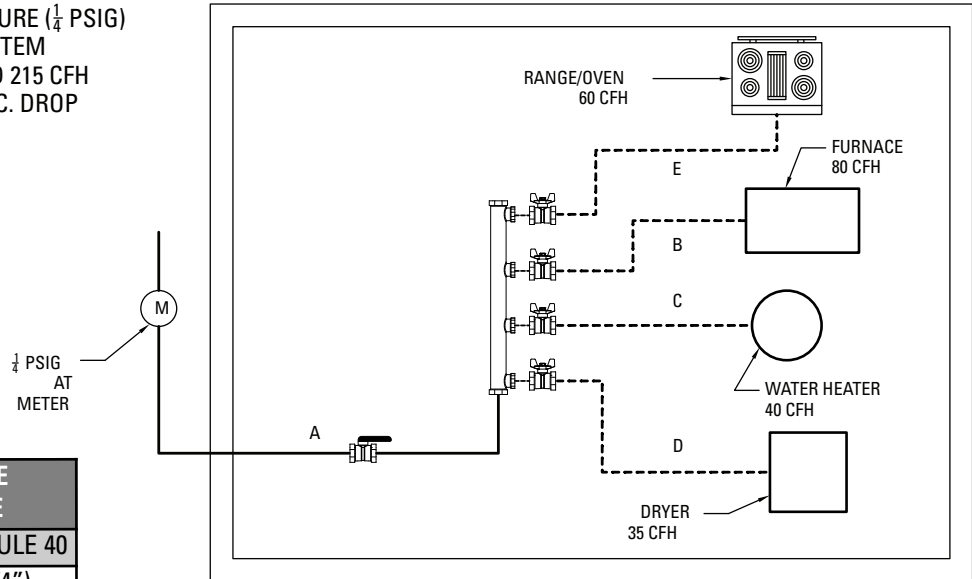 URE (1/4 PSIG)
TEM
215 CFH
C. DROP
RANGE/OVEN
60 CFH
E
FURNACE
80 CFH
B
M
C
1/4 PSIG
AT
METER
WATER HEATER
40 CFH
A
D
DRYER
35 CFH
E
E
ULE 40
4")